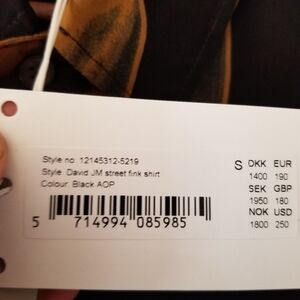 Style no. 12145312-5219
Style. David JM street fink shirt
Colour. Black AOP
S
DKK EUR
1400 190
SEK GBP
1950 180
NOK USD
1800 250
5 714994 085985